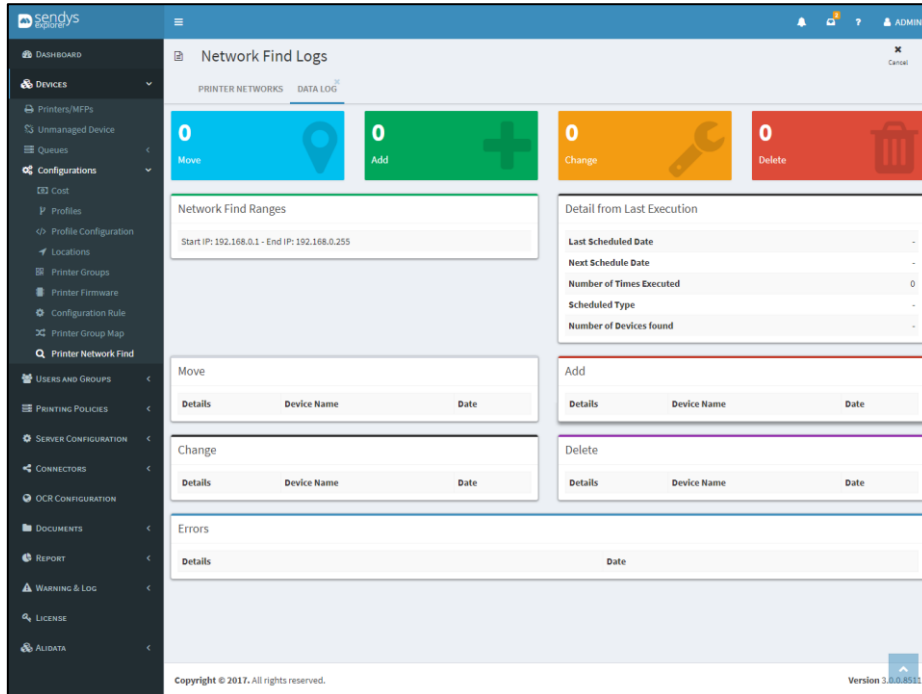 sendys
explorer
2
?
ADMIN
DASHBOARD
DEVICES
Printers/MFPs
Unmanaged Device
Queues
Configurations
Cost
Profiles
Profile Configuration
Locations
Printer Groups
Printer Firmware
Configuration Rule
Printer Group Map
Printer Network Find
USERS AND GROUPS
PRINTING POLICIES
SERVER CONFIGURATION
CONNECTORS
OCR CONFIGURATION
DOCUMENTS
REPORT
WARNING & LOG
LICENSE
ALIDATA
Network Find Logs
Cancel
PRINTER NETWORKS DATA LOG
0
Move
0
Add
0
Change
0
Delete
Network Find Ranges
Start IP: 192.168.0.1 - End IP: 192.168.0.255
Detail from Last Execution
Last Scheduled Date -
Next Schedule Date -
Number of Times Executed 0
Scheduled Type -
Number of Devices found -
Move
Details Device Name Date
Add
Details Device Name Date
Change
Details Device Name Date
Delete
Details Device Name Date
Errors
Details Date
Copyright © 2017. All rights reserved.
Version 3.0.0.8511